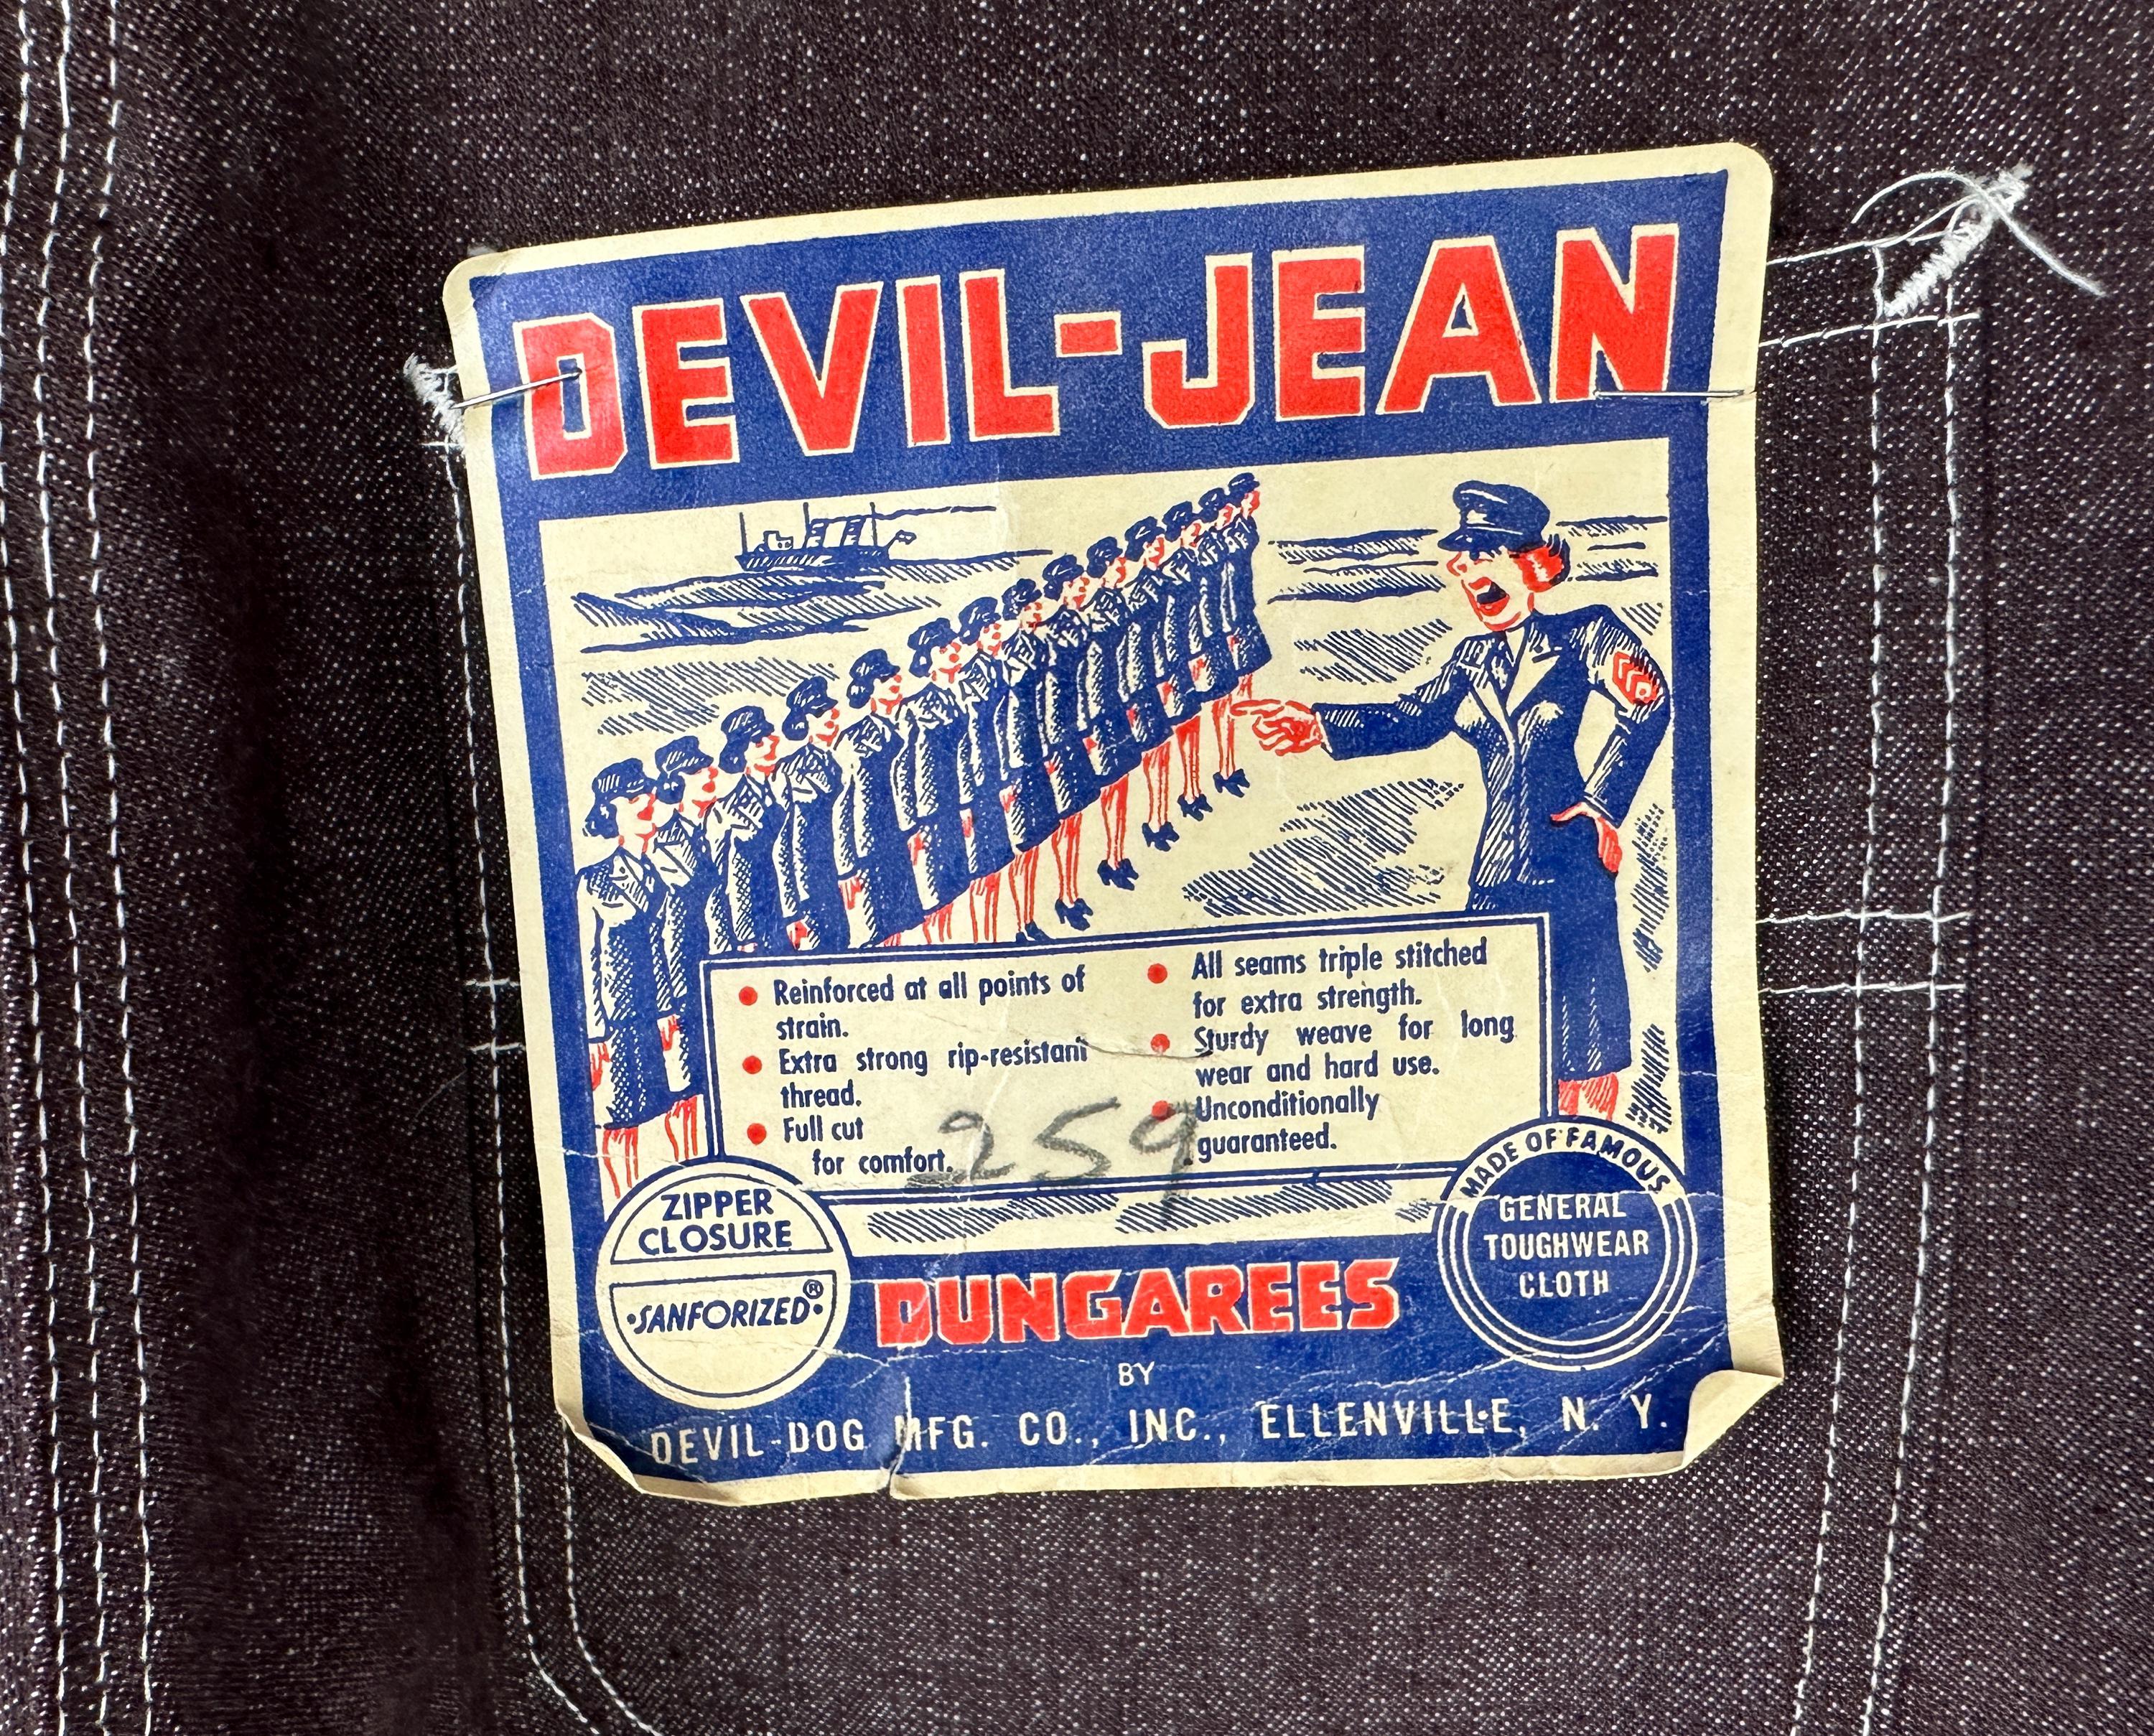 DEVIL-JEAN
Reinforced at all points of
strain.
Extra strong rip-resistant
thread.
Full cut
for comfort.
All seams triple stitched
for extra strength.
Sturdy weave for long
wear and hard use.
Unconditionally
guaranteed.
259
ZIPPER
CLOSURE
•SANFORIZED®•
MADE OF FAMOUS
GENERAL
TOUGHWEAR
CLOTH
DUNGAREES
BY
DEVIL-DOG MFG. CO., INC., ELLENVILLE, N. Y.